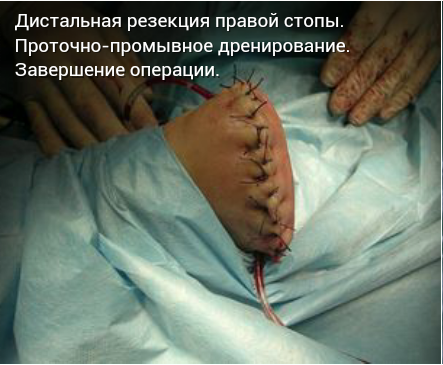 Дистальная резекция правой стопы.
Проточно-промывное дренирование.
Завершение операции.